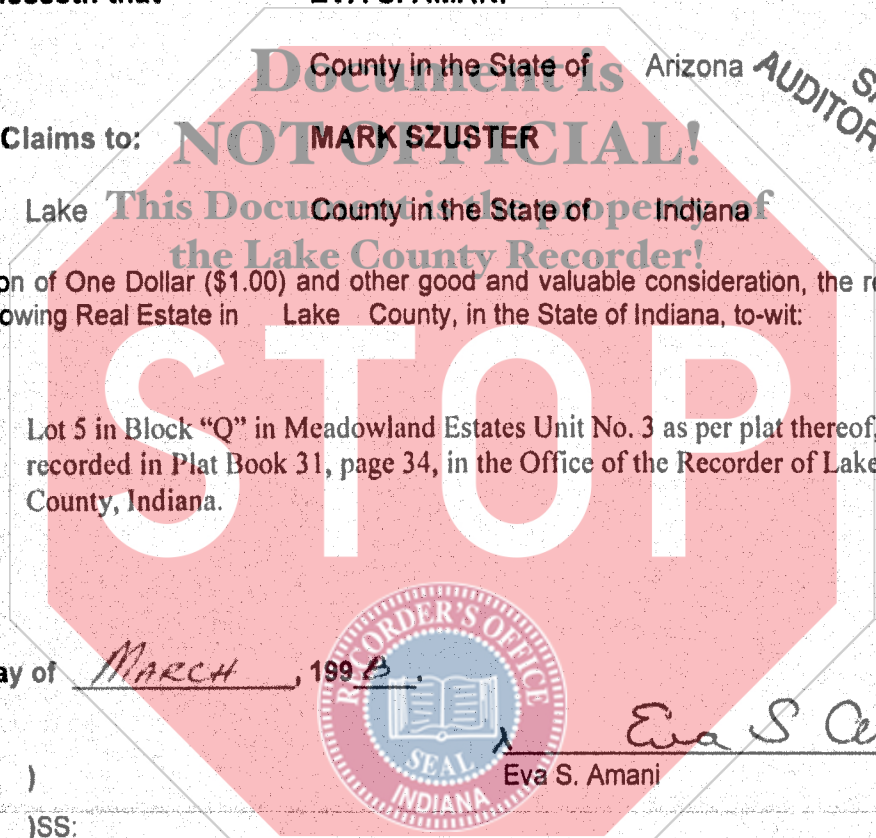 EVA S. AMANI
Document is
County in the State of Arizona
AUDITOR
NOT OFFICIAL!
Claims to: MARK SZUSTER
This Document is the property of
Lake County in the State of Indiana
the Lake County Recorder!
on of One Dollar ($1.00) and other good and valuable consideration, the re
owing Real Estate in Lake County, in the State of Indiana, to-wit:
STOP
Lot 5 in Block “Q” in Meadowland Estates Unit No. 3 as per plat thereof,
recorded in Plat Book 31, page 34, in the Office of the Recorder of Lake
County, Indiana.
RECORDER'S OFFICE
SEAL
INDIANA
ay of MARCH , 199
Eva S
Eva S. Amani
)
)SS: